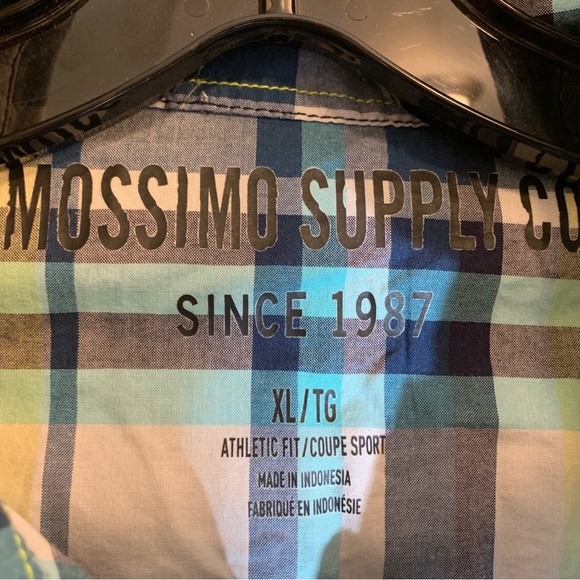 MOSSIMO SUPPLY CO
SINCE 1987
XL/TG
ATHLETIC FIT/COUPE SPORT
MADE IN INDONESIA
FABRIQUÉ EN INDONÉSIE